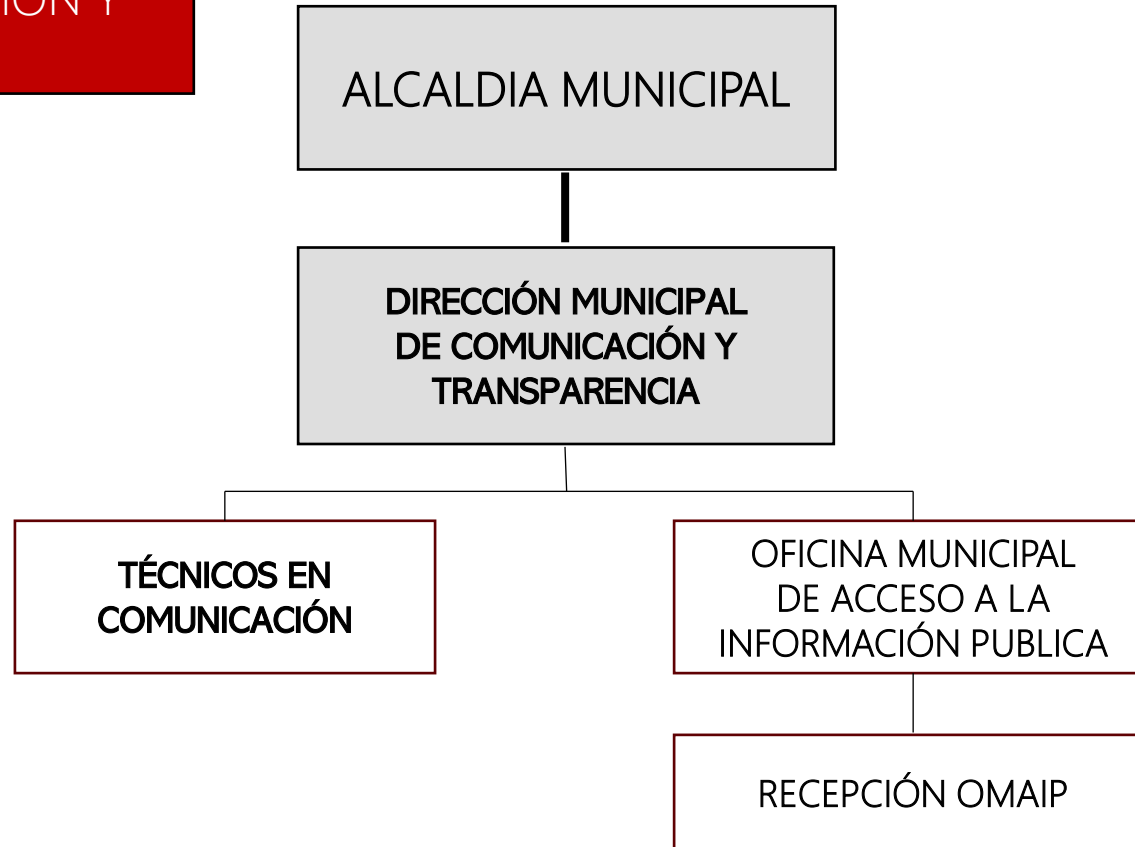 ALCALDIA MUNICIPAL
DIRECCIÓN MUNICIPAL
DE COMUNICACIÓN Y
TRANSPARENCIA
TÉCNICOS EN
COMUNICACIÓN
OFICINA MUNICIPAL
DE ACCESO A LA
INFORMACIÓN PUBLICA
RECEPCIÓN OMAIP